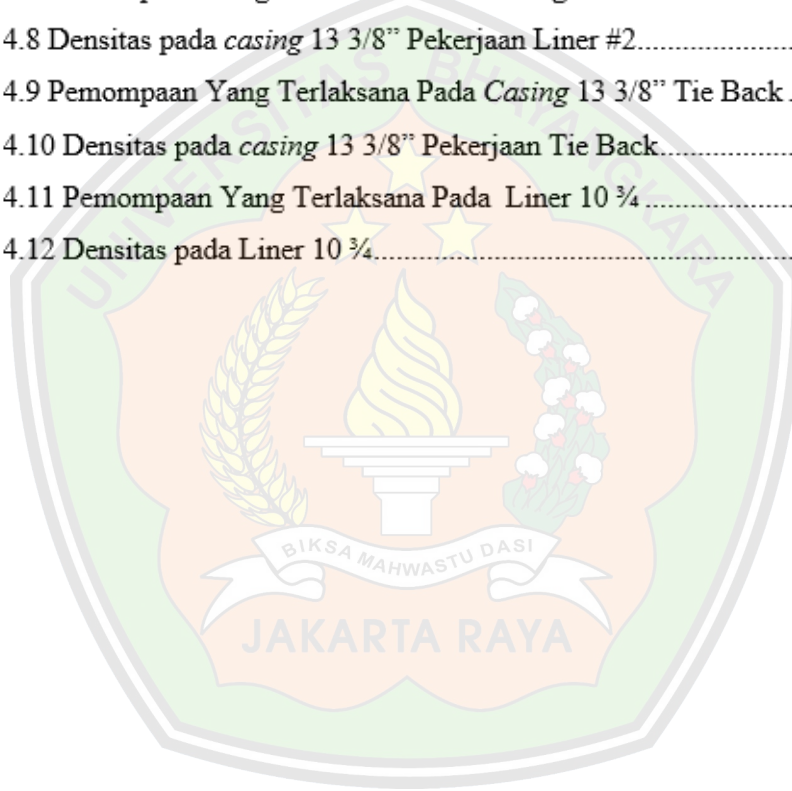 4.8 Densitas pada casing 13 3/8” Pekerjaan Liner #2......................
4.9 Pemompaan Yang Terlaksana Pada Casing 13 3/8” Tie Back .
4.10 Densitas pada casing 13 3/8” Pekerjaan Tie Back...................
4.11 Pemompaan Yang Terlaksana Pada Liner 10 ¾ .....................
4.12 Densitas pada Liner 10 ¾............................................................
UNIVERSITAS BHAYANGKARA
BIKSA MAHWASTU DASI
JAKARTA RAYA